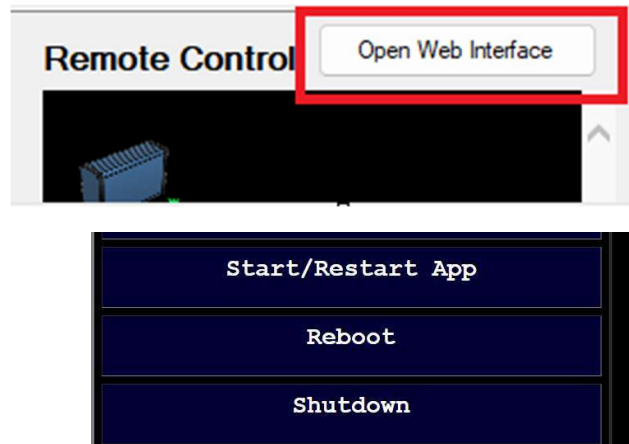 Remote Control
Open Web Interface
Start/Restart App
Reboot
Shutdown